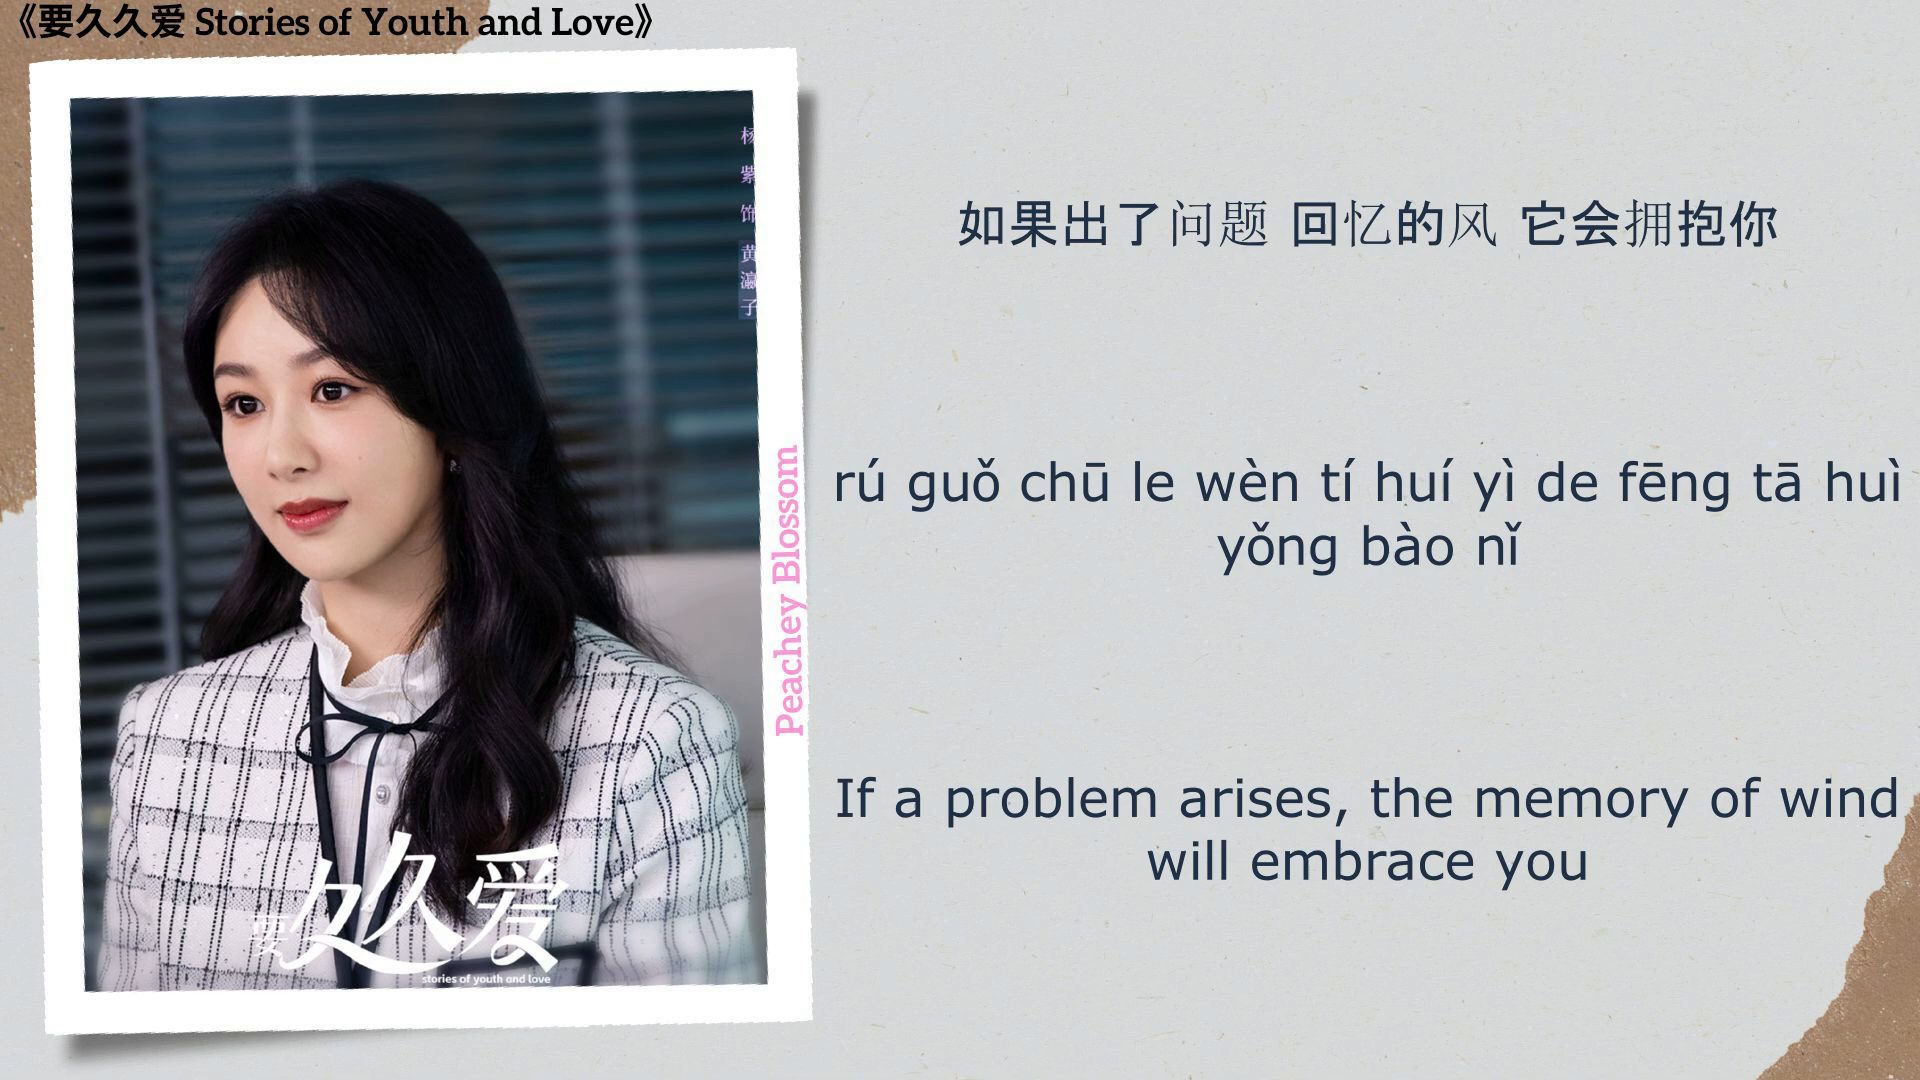 《要久久爱 Stories of Youth and Love》
杨紫饰黄瀛子
如果出了问题 回忆的风 它会拥抱你
rú guǒ chū le wèn tí huí yì de fēng tā huì
yǒng bào nǐ
Peachey Blossom
If a problem arises, the memory of wind
will embrace you
要久久爱
stories of youth and love